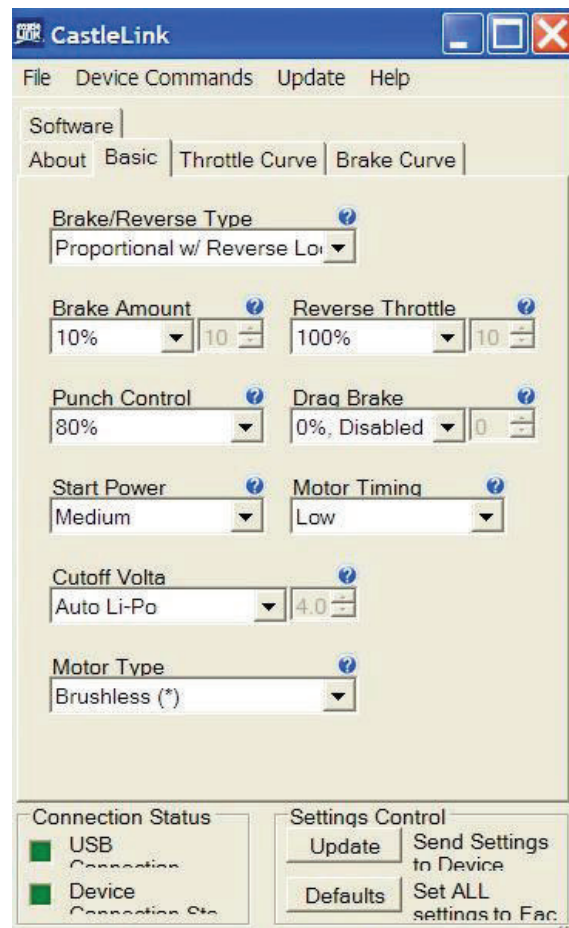 CastleLink
File Device Commands Update Help
Software
About Basic Throttle Curve Brake Curve
Brake/Reverse Type
Proportional w/ Reverse Lo
Brake Amount Reverse Throttle
10% 10 100% 10
Punch Control Drag Brake
80% 0%, Disabled 0
Start Power Motor Timing
Medium Low
Cutoff Volta
Auto Li-Po 4.0
Motor Type
Brushless (*)
Connection Status Settings Control
USB Update Send Settings
Connection to Device
Device Defaults Set ALL
Connection Sta settings to Fac